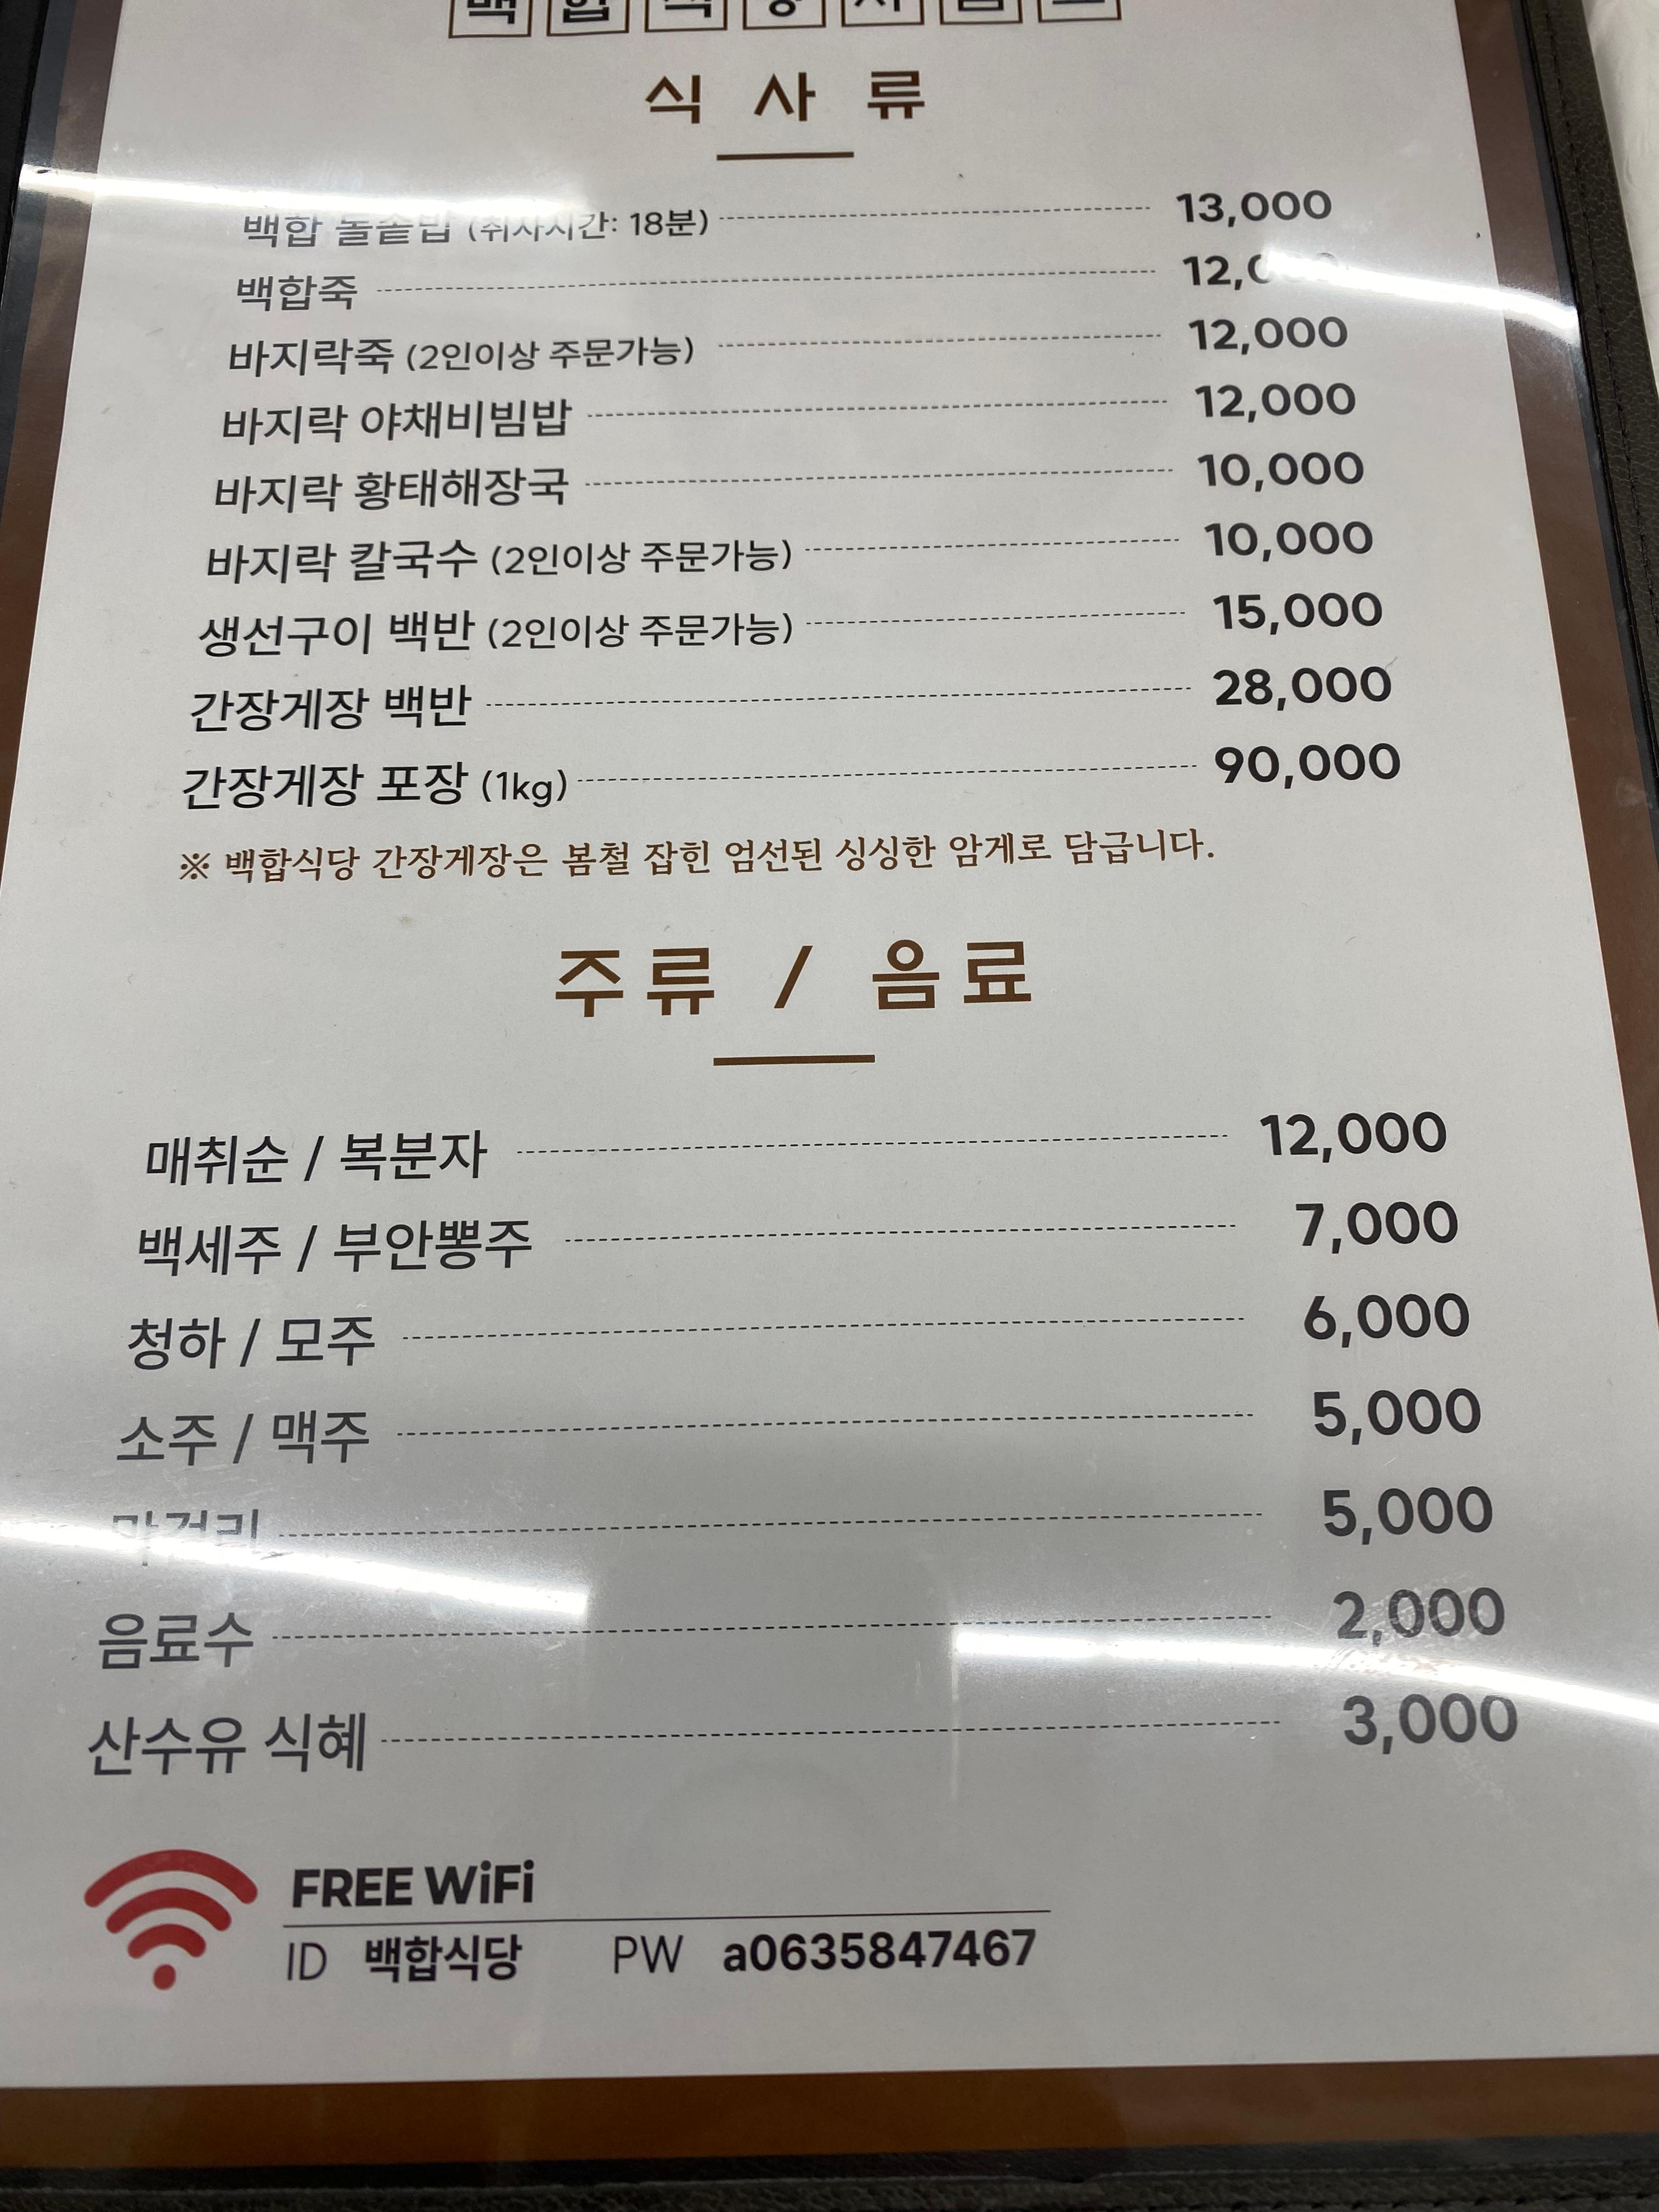 식사류
백합 돌솥밥 (취사시간: 18분) 13,000
백합죽 12,000
바지락죽 (2인이상 주문가능) 12,000
바지락 야채비빔밥 12,000
바지락 황태해장국 10,000
바지락 칼국수 (2인이상 주문가능) 10,000
생선구이 백반 (2인이상 주문가능) 15,000
간장게장 백반 28,000
간장게장 포장 (1kg) 90,000
※ 백합식당 간장게장은 봄철 잡힌 엄선된 싱싱한 암게로 담급니다.
주류 / 음료
매취순 / 복분자 12,000
백세주 / 부안뽕주 7,000
청하 / 모주 6,000
소주 / 맥주 5,000
막걸리 5,000
음료수 2,000
산수유 식혜 3,000
FREE WiFi
ID 백합식당 PW a0635847467